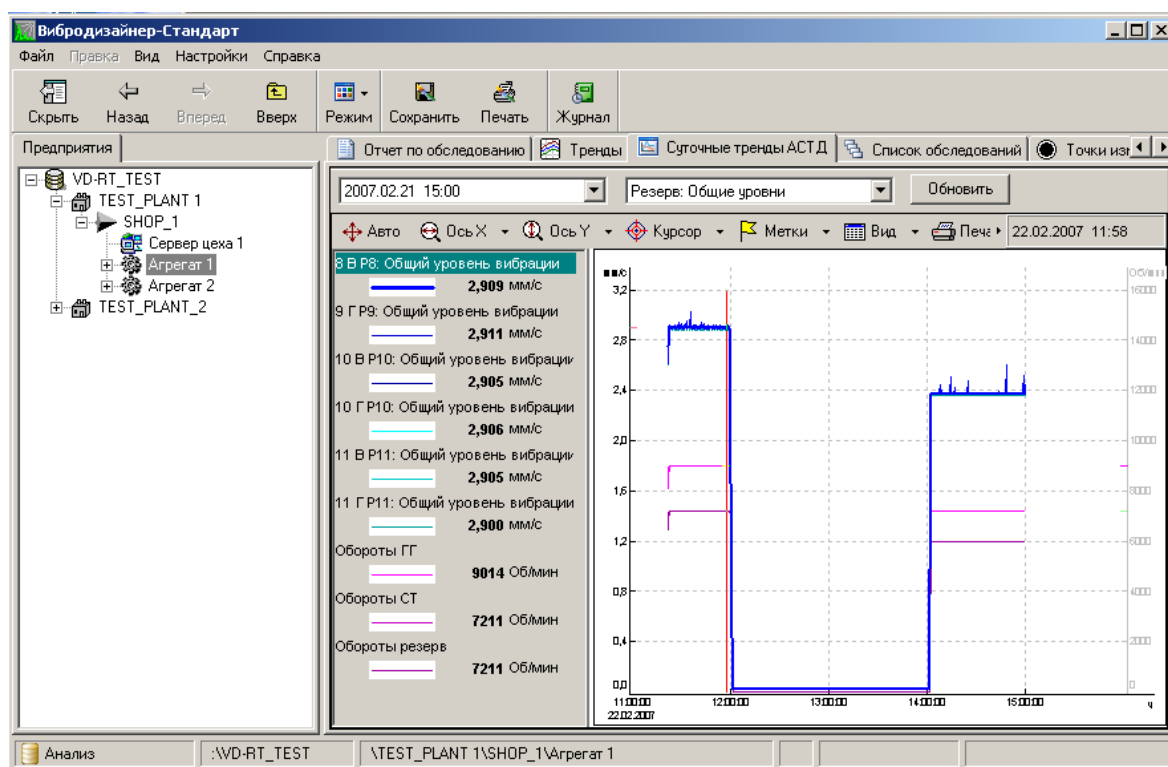 Вибродизайнер-Стандарт
Файл Правка Вид Настройки Справка
Скрыть Назад Вперед Вверх Режим Сохранить Печать Журнал
Предприятия
Отчет по обследованию Тренды Суточные тренды АСТД Список обследований Точки изг
VD-RT_TEST
TEST_PLANT 1
SHOP_1
Сервер цеха 1
Агрегат 1
Агрегат 2
TEST_PLANT_2
2007.02.21 15:00 Резерв: Общие уровни Обновить
Авто Ось X Ось Y Курсор Метки Вид Печа 22.02.2007 11:58
8 В Р8: Общий уровень вибрации
2,909 мм/с
9 Г Р9: Общий уровень вибрации
2,911 мм/с
10 В Р10: Общий уровень вибрации
2,905 мм/с
10 Г Р10: Общий уровень вибрации
2,906 мм/с
11 В Р11: Общий уровень вибрации
2,905 мм/с
11 Г Р11: Общий уровень вибрации
2,900 мм/с
Обороты ГГ
9014 Об/мин
Обороты СТ
7211 Об/мин
Обороты резерв
7211 Об/мин
мм/с
3,2
2,8
2,4
2,0
1,6
1,2
0,8
0,4
0,0
Об/мин
16000
14000
12000
10000
8000
6000
4000
2000
0
11:00:00 12:00:00 13:00:00 14:00:00 15:00:00 ч
22.02.2007
Анализ :\VD-RT_TEST \TEST_PLANT 1\SHOP_1\Агрегат 1